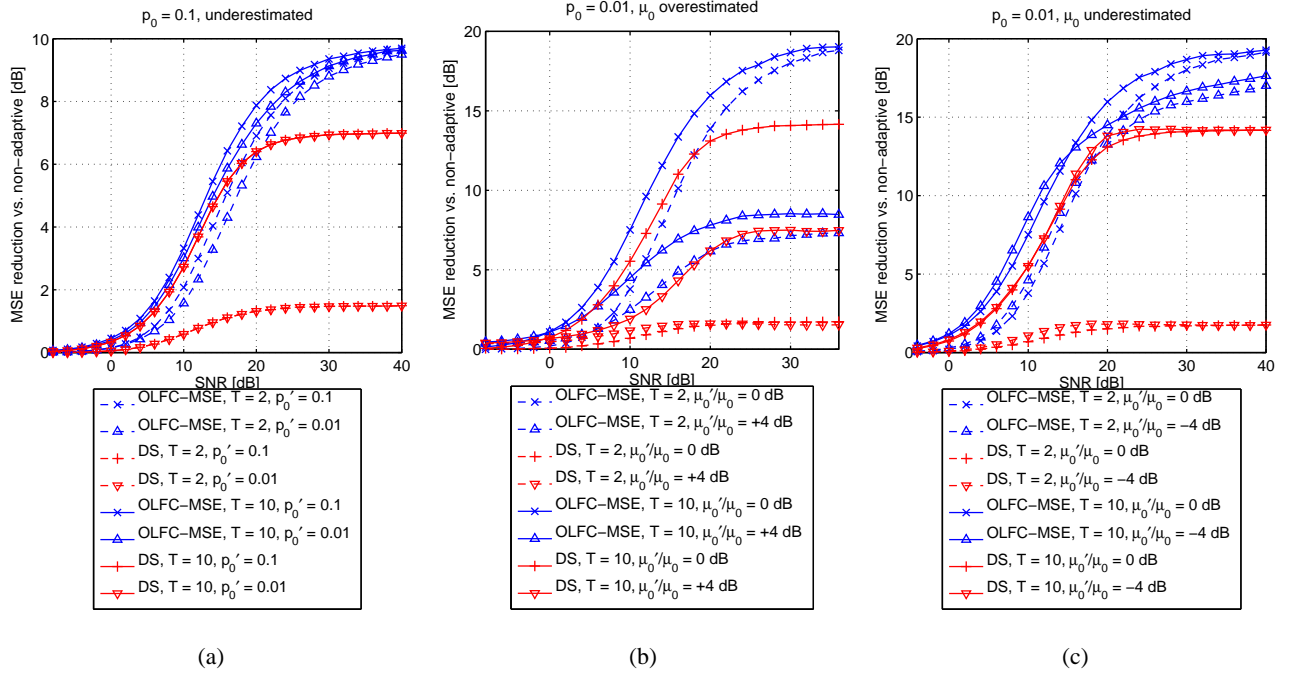 p0 = 0.1, underestimated
MSE reduction vs. non-adaptive [dB]
10
8
6
4
2
0
0
10
20
30
40
SNR [dB]
OLFC−MSE, T = 2, p0′ = 0.1
OLFC−MSE, T = 2, p0′ = 0.01
DS, T = 2, p0′ = 0.1
DS, T = 2, p0′ = 0.01
OLFC−MSE, T = 10, p0′ = 0.1
OLFC−MSE, T = 10, p0′ = 0.01
DS, T = 10, p0′ = 0.1
DS, T = 10, p0′ = 0.01
(a)
p0 = 0.01, μ0 overestimated
MSE reduction vs. non−adaptive [dB]
20
15
10
5
0
0
10
20
30
SNR [dB]
OLFC−MSE, T = 2, μ0′/μ0 = 0 dB
OLFC−MSE, T = 2, μ0′/μ0 = +4 dB
DS, T = 2, μ0′/μ0 = 0 dB
DS, T = 2, μ0′/μ0 = +4 dB
OLFC−MSE, T = 10, μ0′/μ0 = 0 dB
OLFC−MSE, T = 10, μ0′/μ0 = +4 dB
DS, T = 10, μ0′/μ0 = 0 dB
DS, T = 10, μ0′/μ0 = +4 dB
(b)
p0 = 0.01, μ0 underestimated
MSE reduction vs. non−adaptive [dB]
20
15
10
5
0
0
10
20
30
40
SNR [dB]
OLFC−MSE, T = 2, μ0′/μ0 = 0 dB
OLFC−MSE, T = 2, μ0′/μ0 = −4 dB
DS, T = 2, μ0′/μ0 = 0 dB
DS, T = 2, μ0′/μ0 = −4 dB
OLFC−MSE, T = 10, μ0′/μ0 = 0 dB
OLFC−MSE, T = 10, μ0′/μ0 = −4 dB
DS, T = 10, μ0′/μ0 = 0 dB
DS, T = 10, μ0′/μ0 = −4 dB
(c)